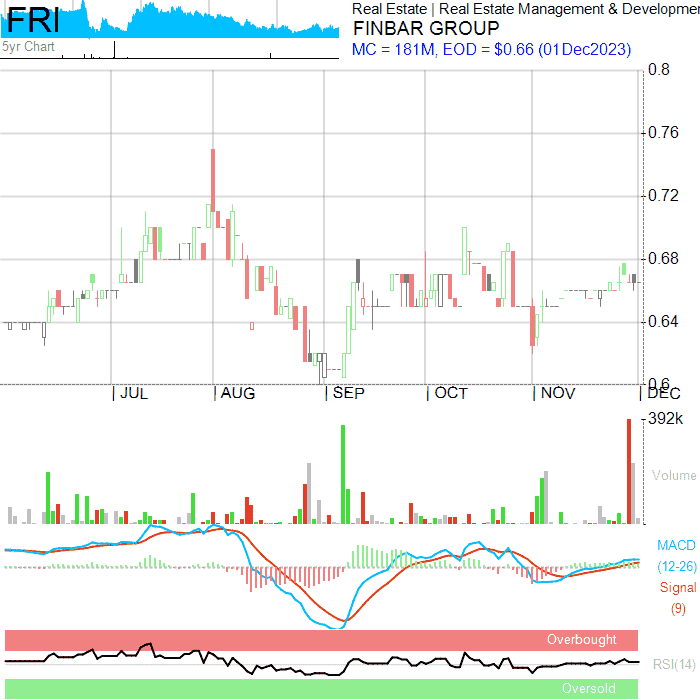 FRI
5yr Chart
Real Estate | Real Estate Management & Developmen
FINBAR GROUP
MC = 181M, EOD = $0.66 (01Dec2023)
0.8
0.76
0.72
0.68
0.64
0.6
JUL
AUG
SEP
OCT
NOV
DEC
392k
Volume
MACD
(12-26)
Signal
(9)
Overbought
RSI(14)
Oversold